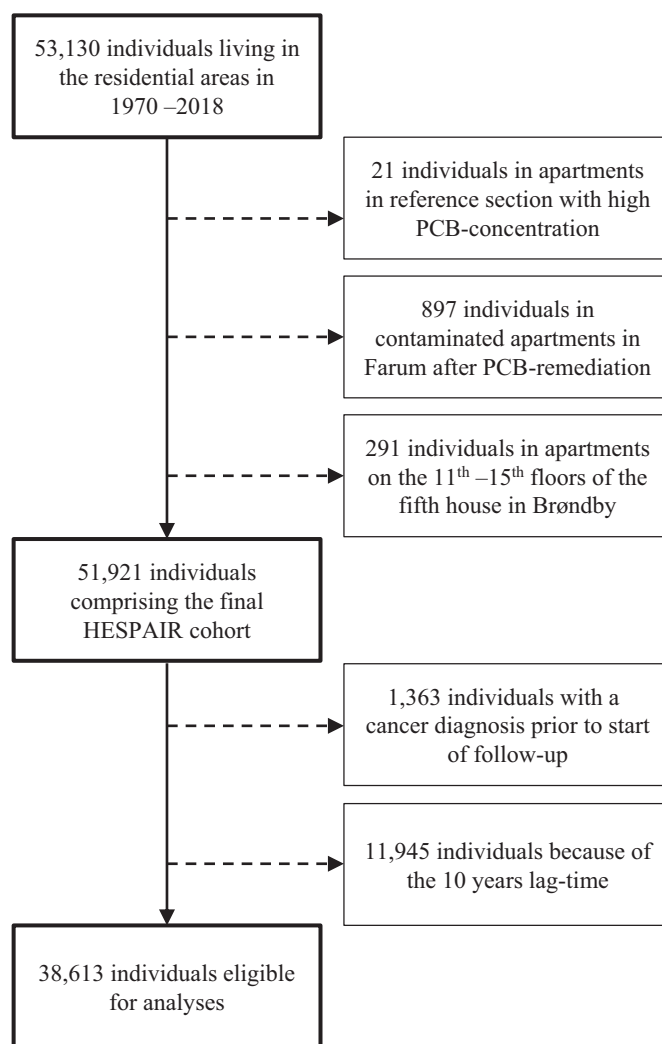 53,130 individuals living in
the residential areas in
1970 –2018
21 individuals in apartments
in reference section with high
PCB-concentration
897 individuals in
contaminated apartments in
Farum after PCB-remediation
291 individuals in apartments
on the 11th –15th floors of the
fifth house in Brøndby
51,921 individuals
comprising the final
HESPAIR cohort
1,363 individuals with a
cancer diagnosis prior to start
of follow-up
11,945 individuals because of
the 10 years lag-time
38,613 individuals eligible
for analyses